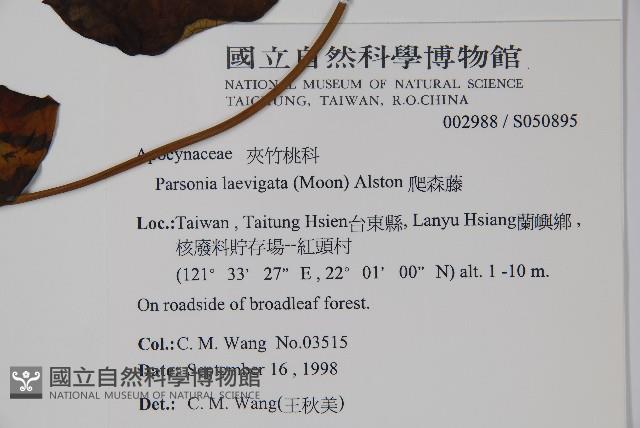 國立自然科學博物館
NATIONAL MUSEUM OF NATURAL SCIENCE
TAICHUNG, TAIWAN, R.O.CHINA
002988 / S050895
Apocynaceae 夾竹桃科
Parsonia laevigata (Moon) Alston 爬森藤
Loc.:Taiwan , Taitung Hsien台東縣, Lanyu Hsiang蘭嶼鄉 ,
核廢料貯存場--紅頭村
(121° 33’ 27” E , 22° 01’ 00” N) alt. 1 -10 m.
On roadside of broadleaf forest.
Col.:C. M. Wang No.03515
Date: September 16 , 1998
國立自然科學博物館
NATIONAL MUSEUM OF NATURAL SCIENCE
Det.: C. M. Wang(王秋美)